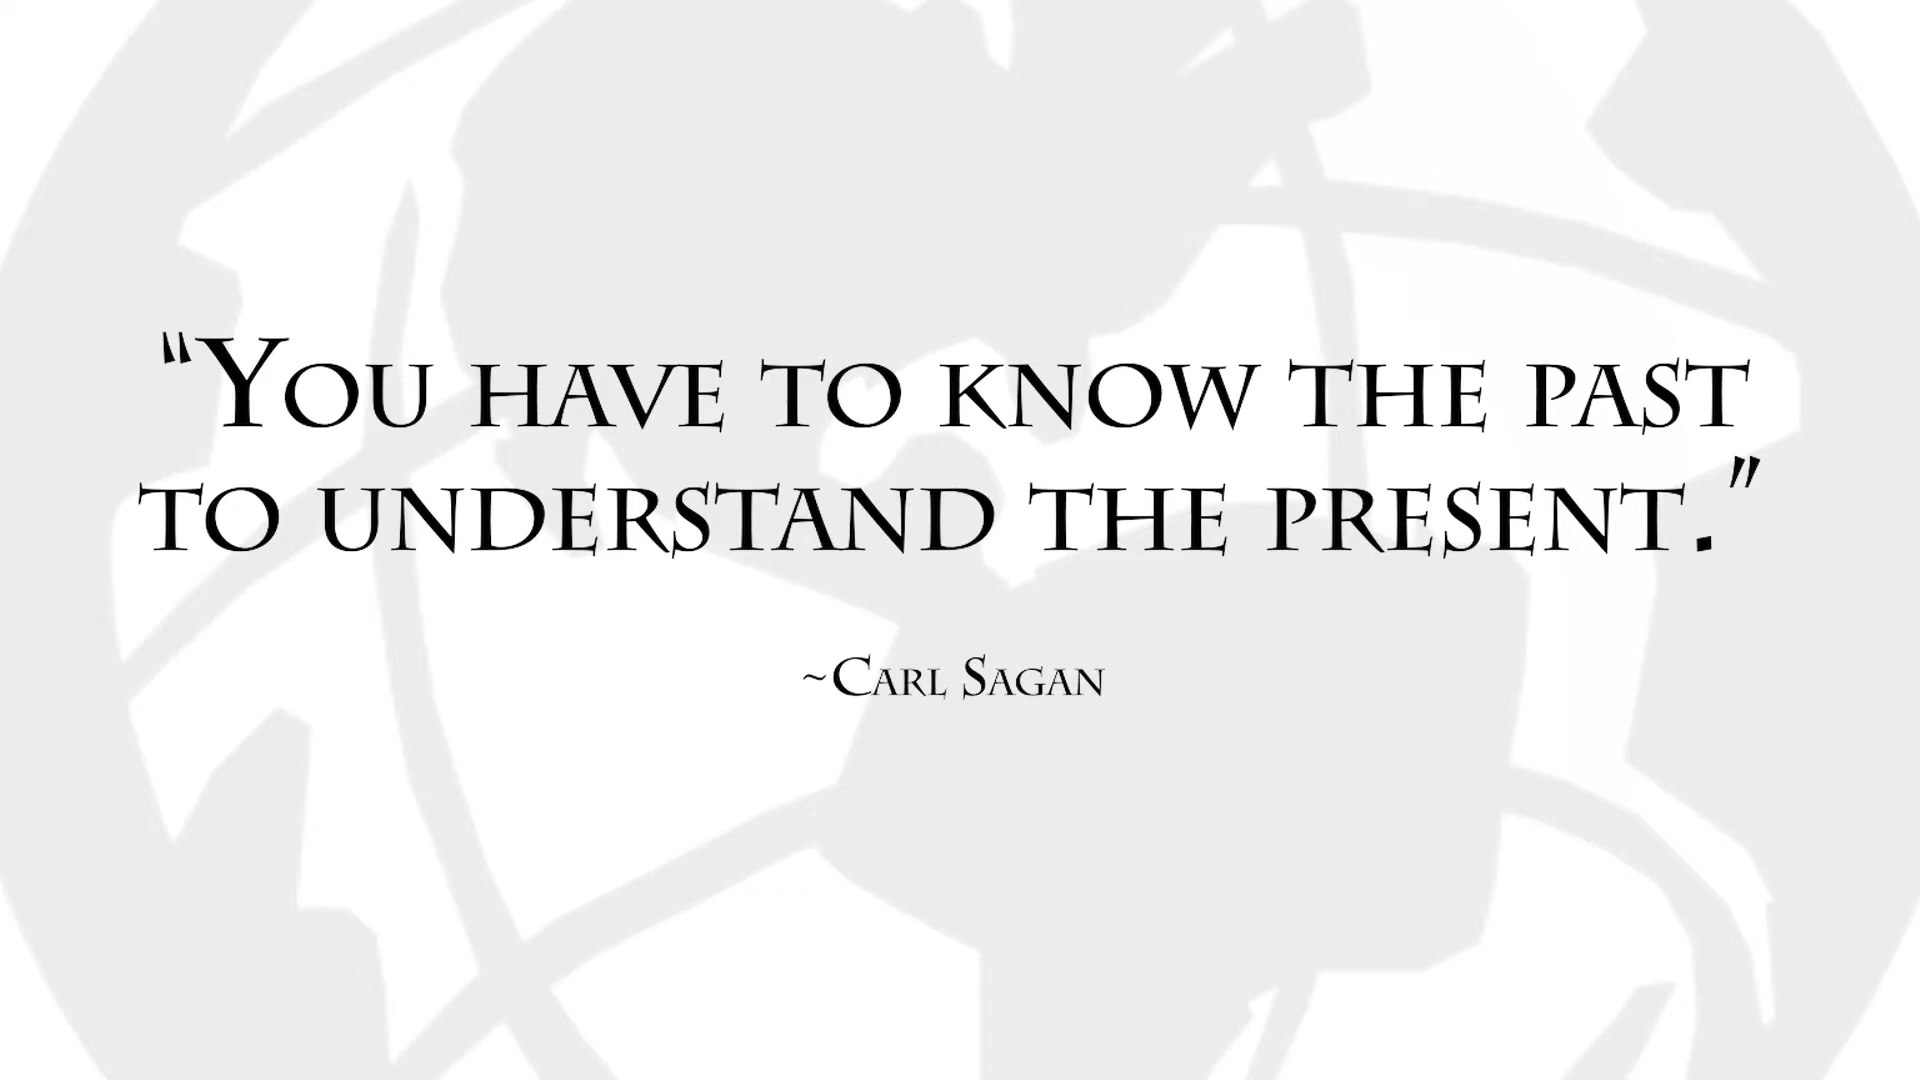 “You have to know the past
to understand the present.”
~Carl Sagan